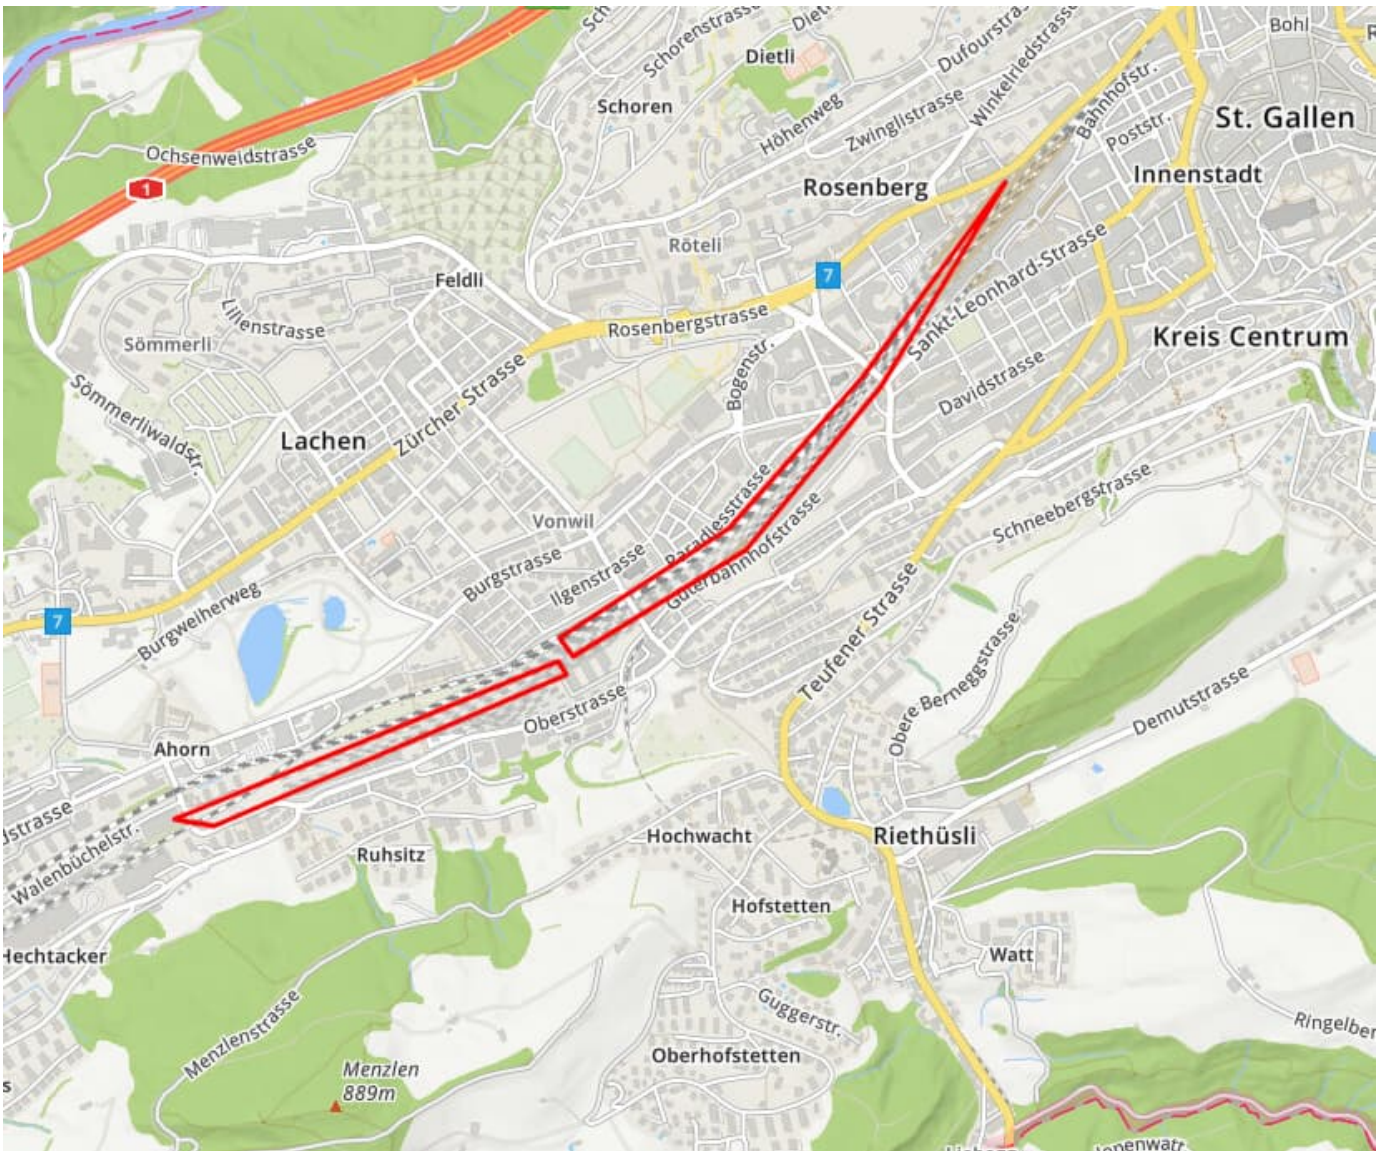 Bohl
Schorenstrasse
Dufourstra
Winkelriedstrasse
Dietli
Schoren
Bahnhofstr.
Höhenweg
Zwinglistrasse
Poststr.
St. Gallen
Ochsenweidstrasse
1
Rosenberg
Innenstadt
Röteli
Feldli
7
Sankt-Leonhard-Strasse
Lilienstrasse
Rosenbergstrasse
Sömmerli
Kreis Centrum
Bogenstr.
Davidstrasse
Sömmerliwaldstr.
Zürcher Strasse
Lachen
Paradiesstrasse
Schneebergstrasse
Vonwil
Güterbahnhofstrasse
Burgstrasse
Ilgenstrasse
7
Burgweiherweg
Teufener Strasse
Obere Berneggstrasse
Oberstrasse
Demutstrasse
Ahorn
dstrasse
Walenbüchelstr.
Ruhsitz
Hochwacht
Riethüsli
Hofstetten
Hechtacker
Watt
Menzlenstrasse
Guggerstr.
Ringelber
Oberhofstetten
Menzlen
889m